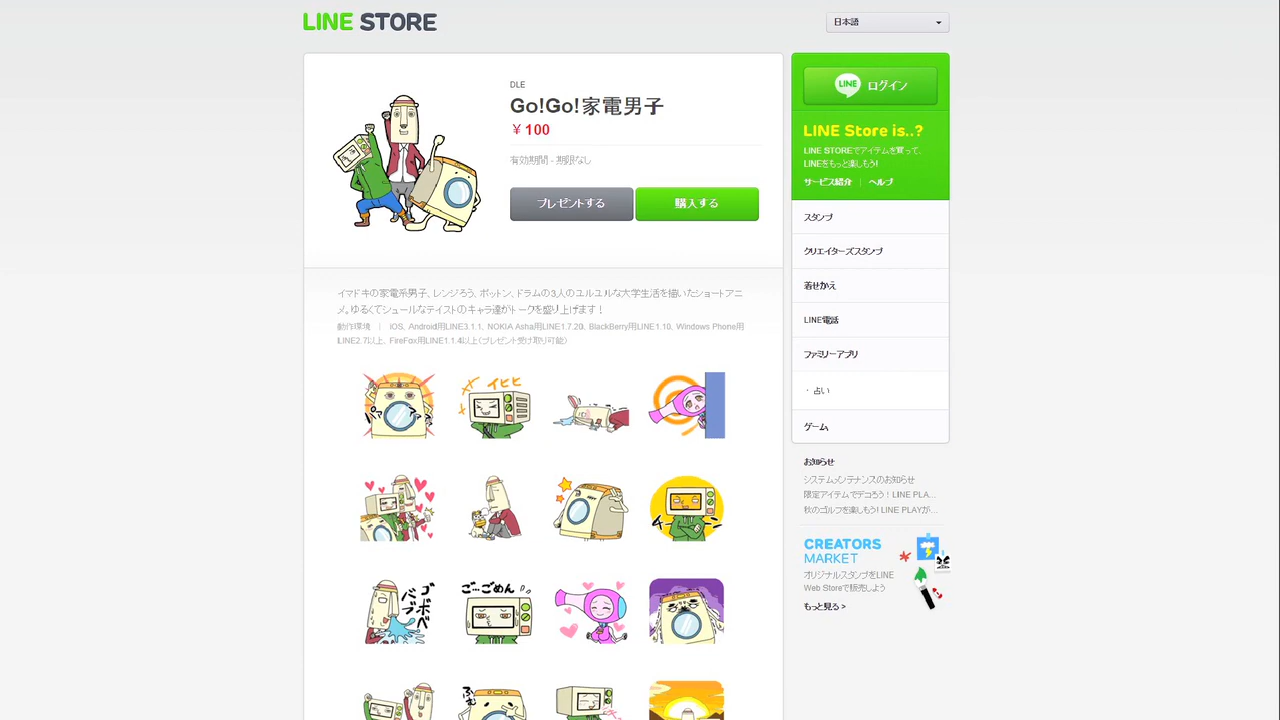 LINE STORE
日本語
DLE
Go!Go!家電男子
¥ 100
有効期間 - 期限なし
プレゼントする
購入する
イマドキの家電系男子、レンジろう、ポットン、ドラムの3人のユルユルな大学生活を描いたショートアニ
メ。ゆるくてシュールなテイストのキャラ達がトークを盛り上げます！
動作環境 | iOS、Android用LINE3.1.1、NOKIA Asha用LINE1.7.20、BlackBerry用LINE1.10、Windows Phone用
LINE2.7以上、FireFox用LINE1.1.4以上(プレゼント受け取り可能)
イヒヒ
ゴボボ
バブベ
ご…ごめん
ふむ
LINE
ログイン
LINE Store is..?
LINE STOREでアイテムを買って、
LINEをもっと楽しもう!
サービス紹介 | ヘルプ
スタンプ
クリエイターズスタンプ
着せかえ
LINE電話
ファミリーアプリ
· 占い
ゲーム
お知らせ
システムメンテナンスのお知らせ
限定アイテムでデコろう！LINE PLA...
秋のゴルフを楽しもう! LINE PLAYが...
CREATORS
MARKET
オリジナルスタンプをLINE
Web Storeで販売しよう
もっと見る >